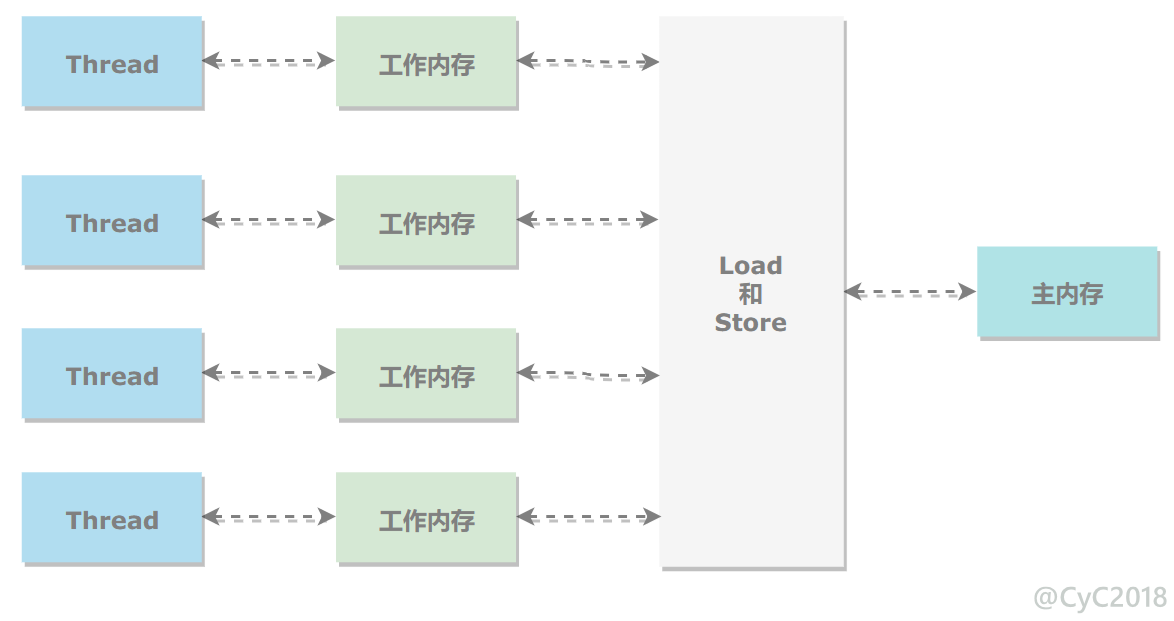 Thread
工作内存
Thread
工作内存
Load
和
Store
主内存
Thread
工作内存
Thread
工作内存
@CyC2018